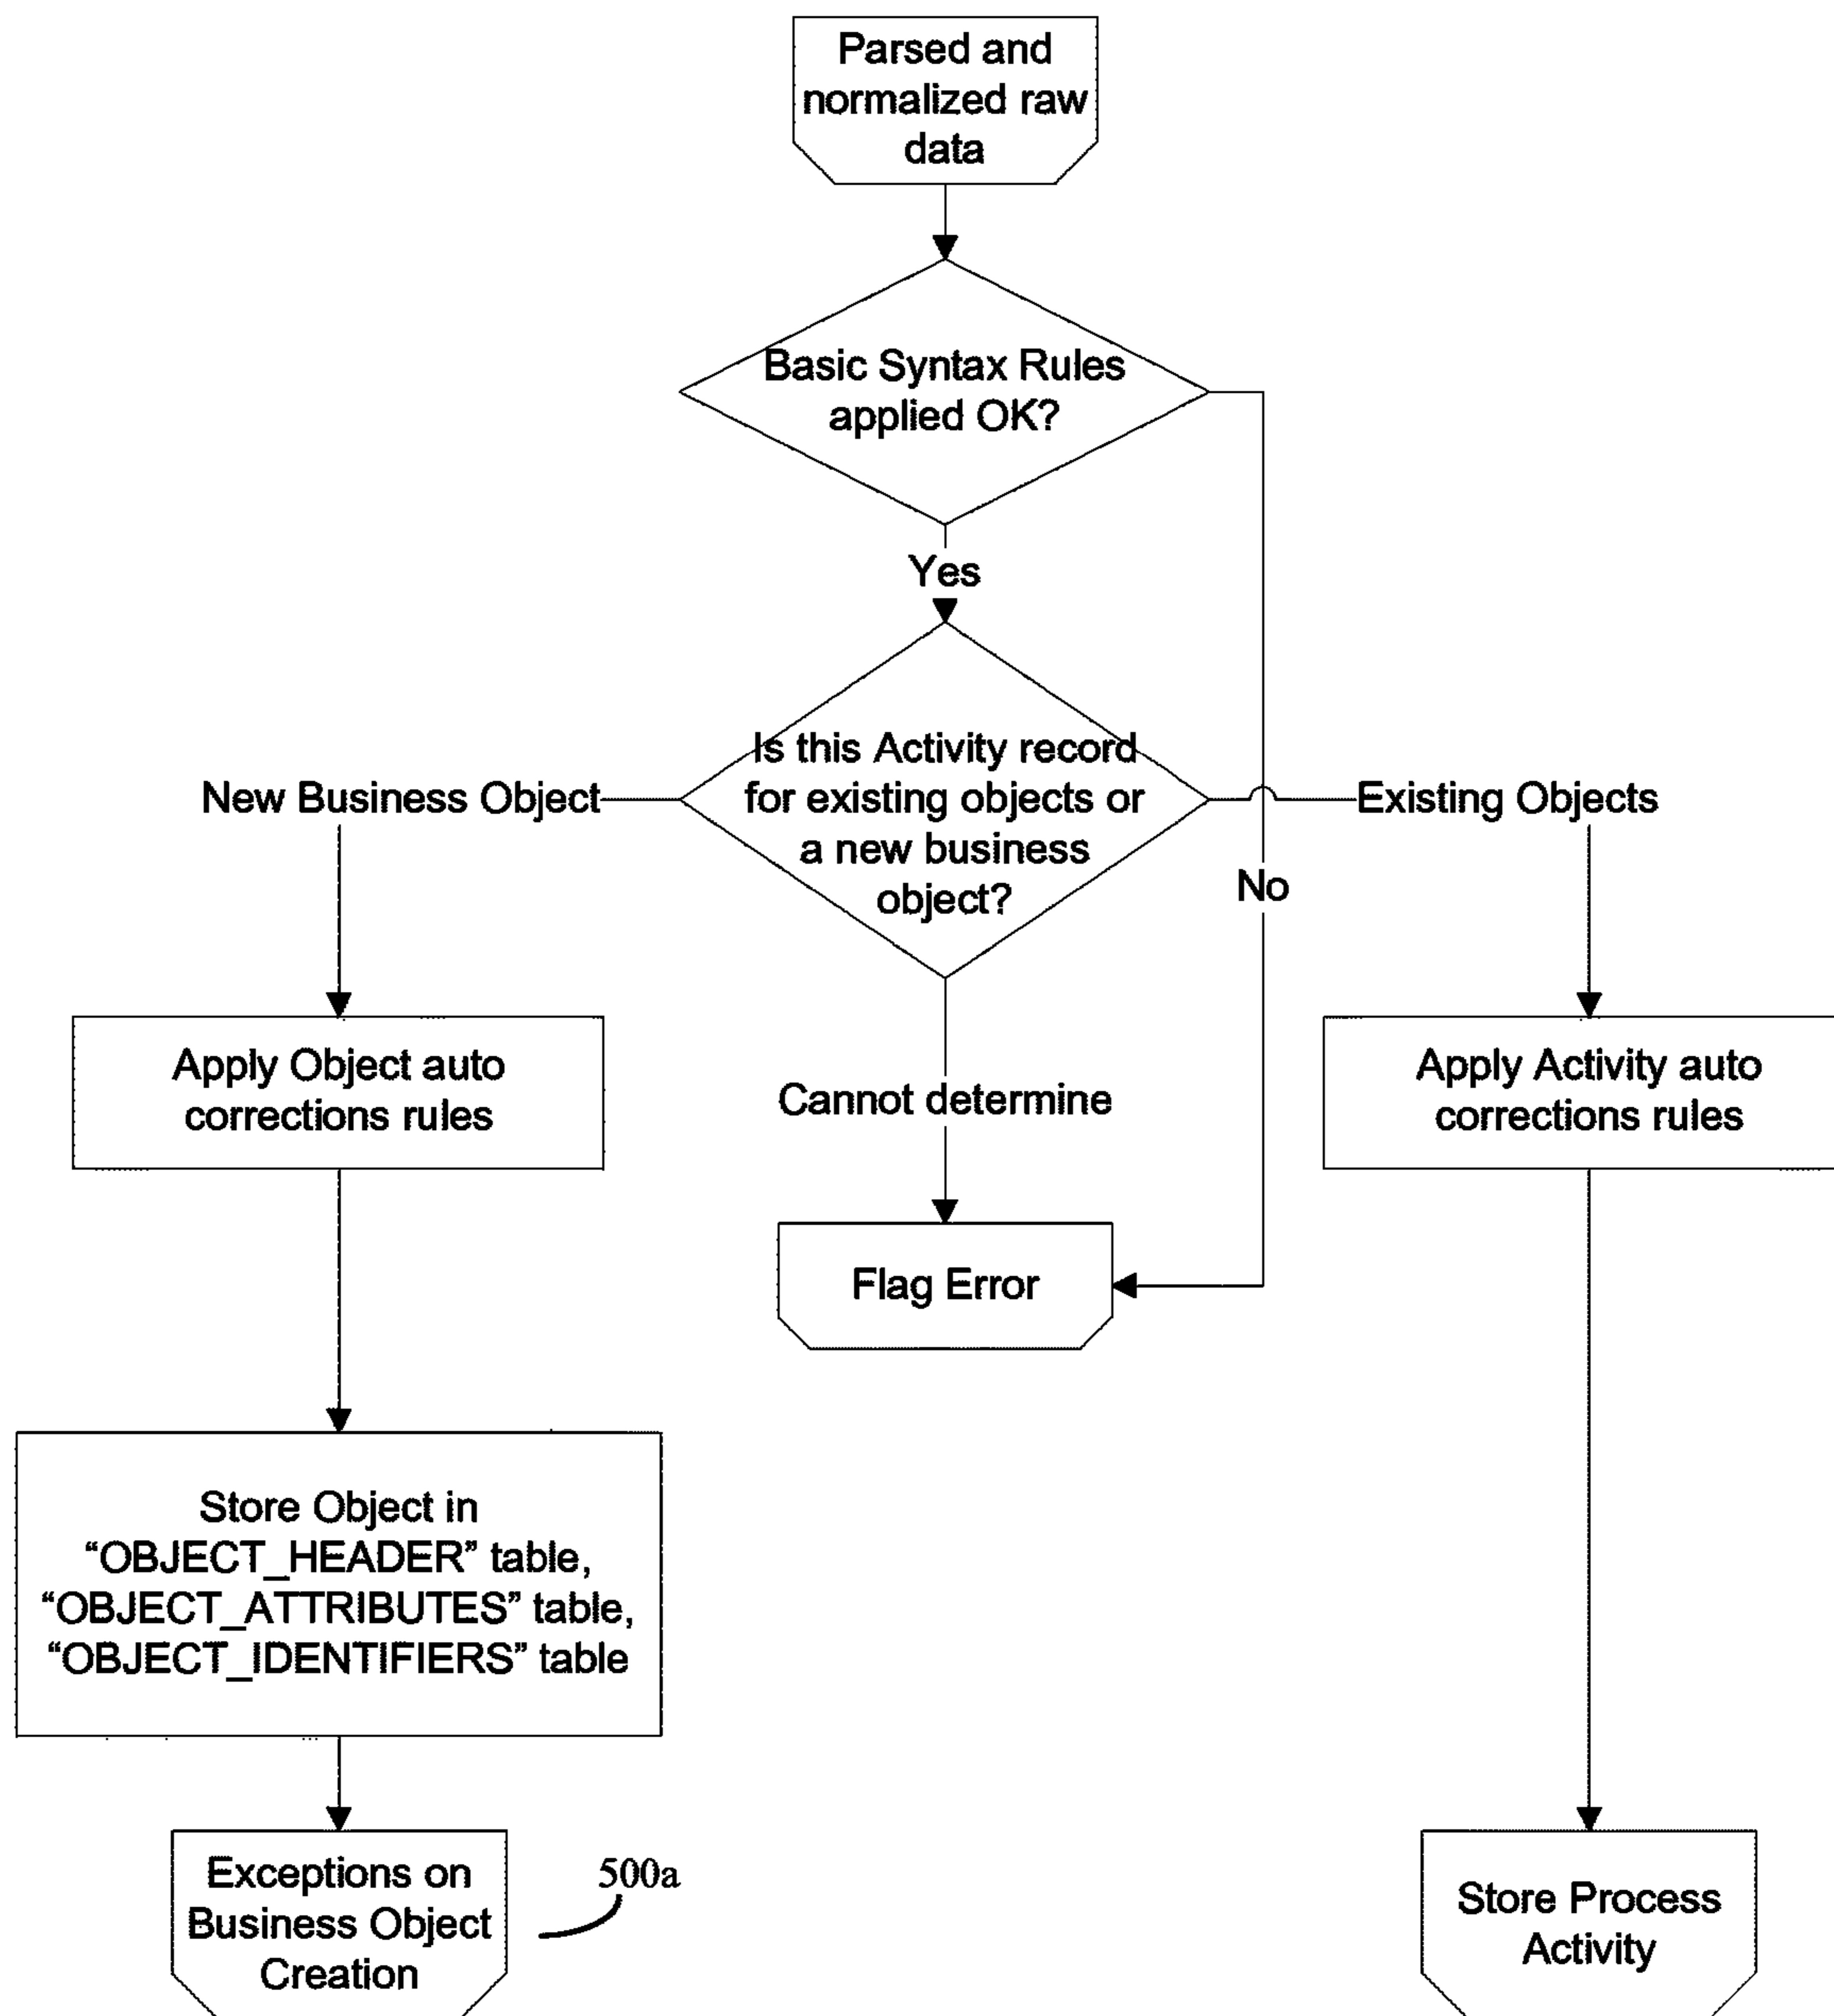 Parsed and
normalized raw
data
Basic Syntax Rules
applied OK?
Yes
Is this Activity record
for existing objects or
a new business
object?
New Business Object
Existing Objects
No
Cannot determine
Apply Object auto
corrections rules
Apply Activity auto
corrections rules
Flag Error
Store Object in
“OBJECT_HEADER” table,
“OBJECT_ATTRIBUTES” table,
“OBJECT_IDENTIFIERS” table
Exceptions on
Business Object
Creation
500a
Store Process
Activity